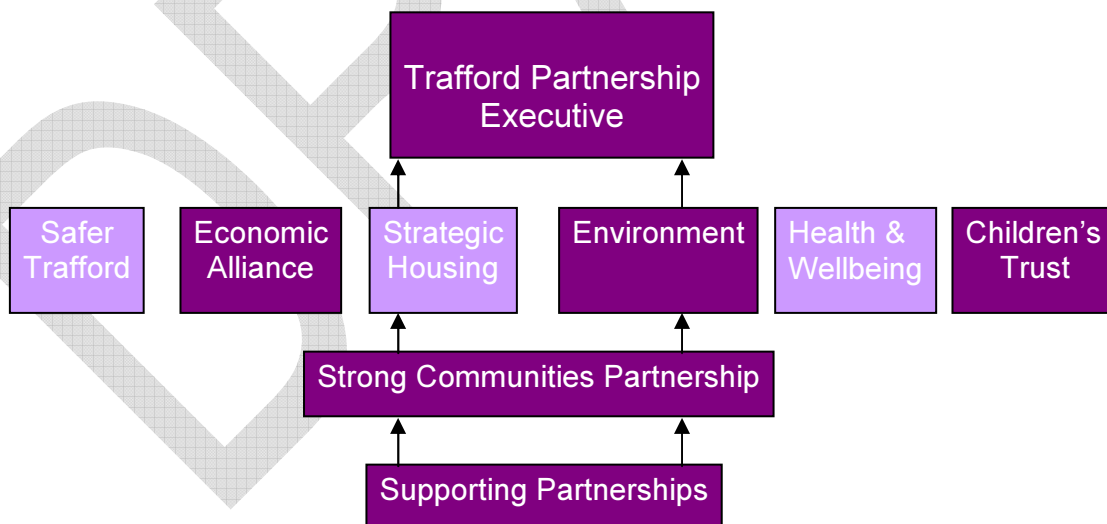 Trafford Partnership
Executive
Safer
Trafford
Economic
Alliance
Strategic
Housing
Environment
Health &
Wellbeing
Children’s
Trust
Strong Communities Partnership
Supporting Partnerships